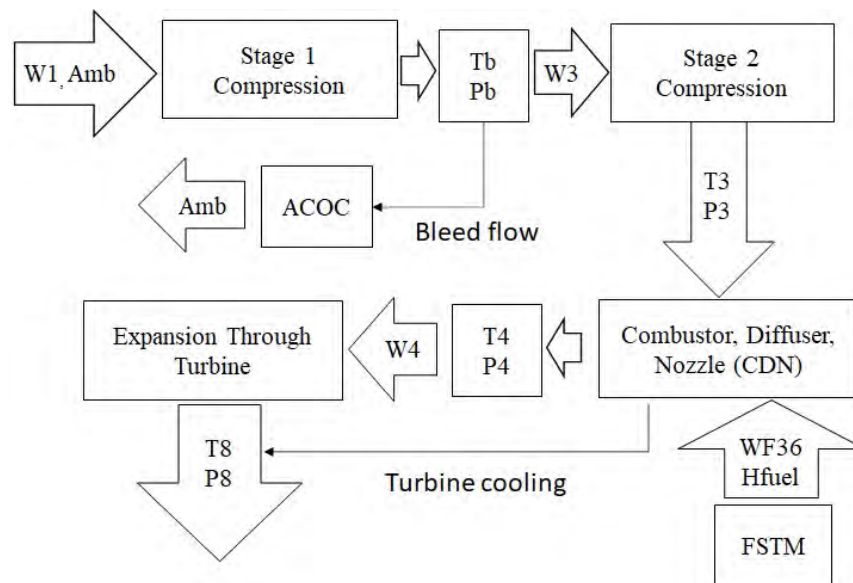 W1, Amb
Stage 1
Compression
Tb
Pb
W3
Stage 2
Compression
T3
P3
Amb
ACOC
Bleed flow
Expansion Through
Turbine
W4
T4
P4
Combustor, Diffuser,
Nozzle (CDN)
T8
P8
Turbine cooling
WF36
Hfuel
FSTM